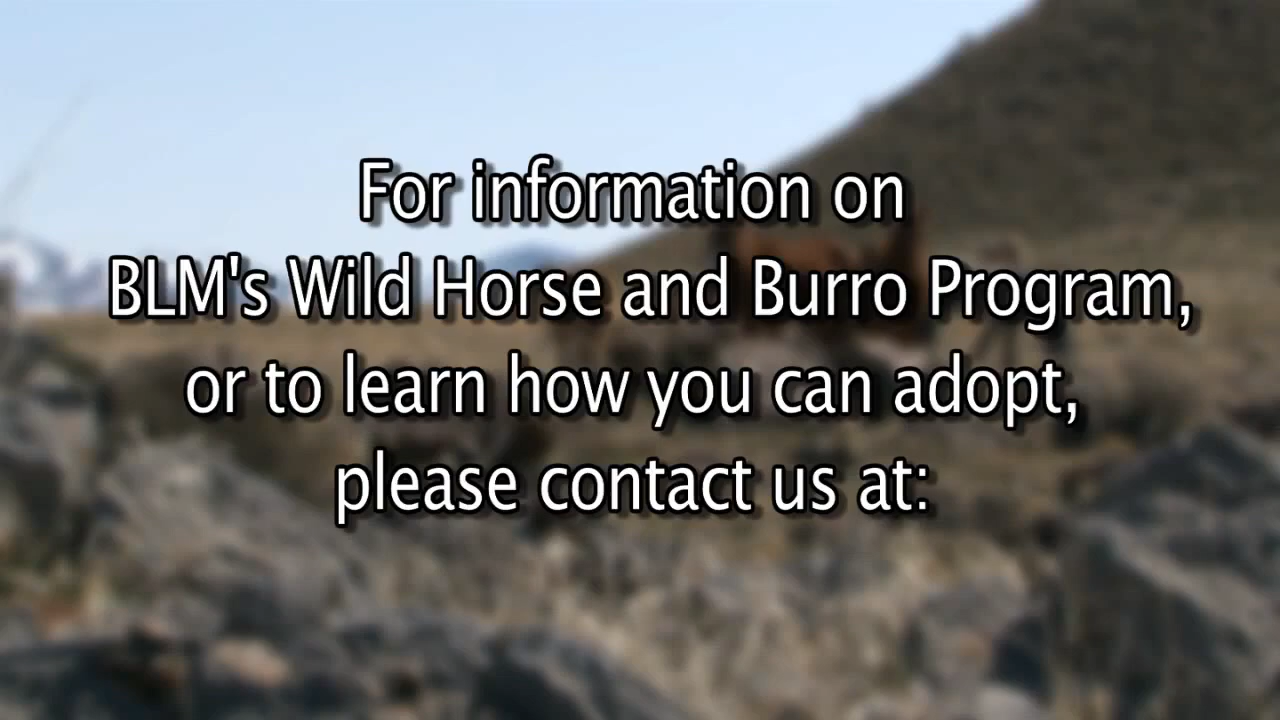 For information on
BLM's Wild Horse and Burro Program,
or to learn how you can adopt,
please contact us at: